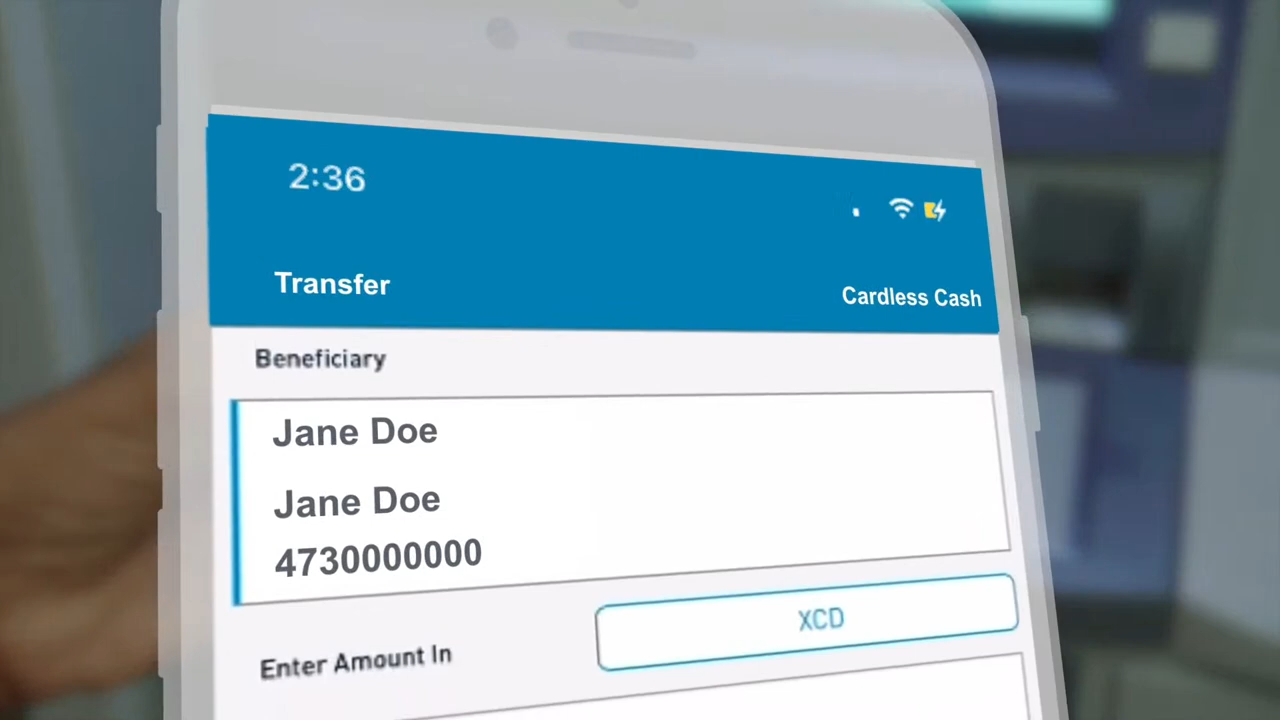 2:36
Transfer
Cardless Cash
Beneficiary
Jane Doe
Jane Doe
4730000000
Enter Amount In
XCD